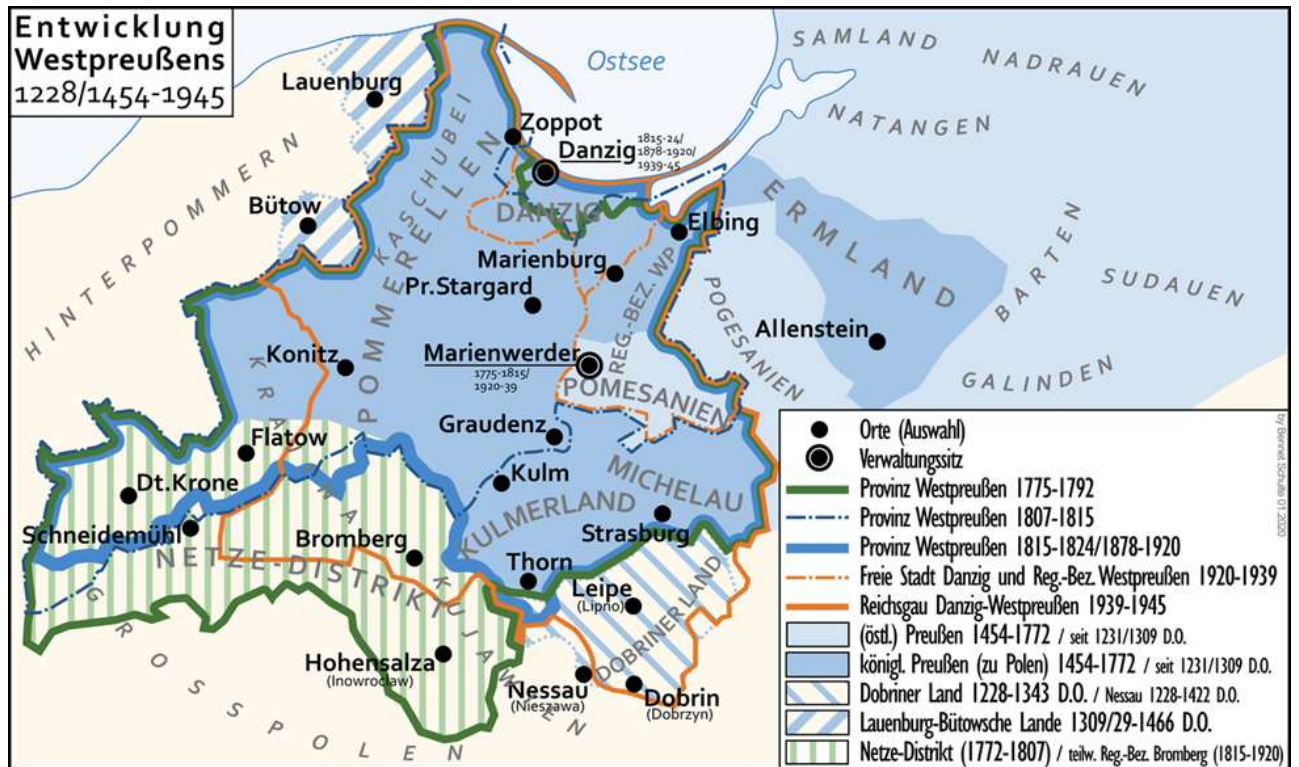 Entwicklung
Westpreußens
1228/1454-1945
Ostsee
SAMLAND
NADRAUEN
NATANGEN
Lauenburg
Zoppot
Danzig
1815-24/
1878-1920/
1939-45
HINTERPOMMERN
KASCHUBEI
POMMERELLEN
DANZIG
ERMLAND
BARTEN
SUDAUEN
Bütow
Elbing
Marienburg
Pr.Stargard
REG.-BEZ. WP
POGESANIEN
Allenstein
GALINDEN
Konitz
Marienwerder
1775-1815/
1920-39
POMESANIEN
KRAJNA
Flatow
Graudenz
Dt.Krone
Kulm
MICHELAU
KULMERLAND
Schneidemühl
Strasburg
NETZE-DISTRIKT
Bromberg
Thorn
Leipe
(Lipno)
DOBRINER LAND
KUJAWIEN
GROSSPOLEN
Hohensalza
(Inowrocław)
Nessau
(Nieszawa)
Dobrin
(Dobrzyn)
Orte (Auswahl)
Verwaltungssitz
Provinz Westpreußen 1775-1792
Provinz Westpreußen 1807-1815
Provinz Westpreußen 1815-1824/1878-1920
Freie Stadt Danzig und Reg.-Bez. Westpreußen 1920-1939
Reichsgau Danzig-Westpreußen 1939-1945
(östl.) Preußen 1454-1772 / seit 1231/1309 D.O.
königl. Preußen (zu Polen) 1454-1772 / seit 1231/1309 D.O.
Dobriner Land 1228-1343 D.O. / Nessau 1228-1422 D.O.
Lauenburg-Bütowsche Lande 1309/29-1466 D.O.
Netze-Distrikt (1772-1807) / teilw. Reg.-Bez. Bromberg (1815-1920)
by Bennet Schulte 01.2020